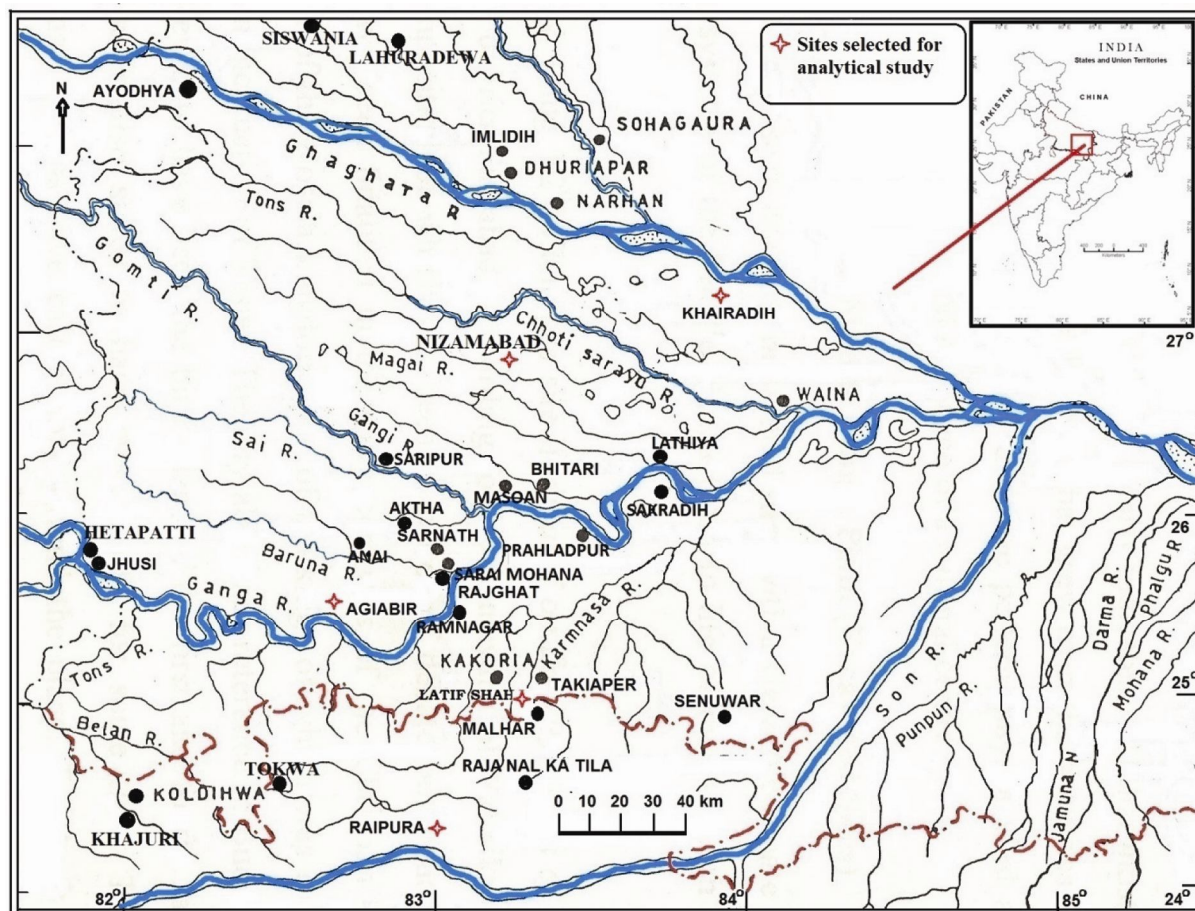 SISWANIA
LAHURADEWA
AYODHYA
N
IMLIDIH
SOHAGAURA
DHURIAPAR
NARHAN
Ghaghara R.
Tons R.
Gomti R.
Sites selected for
analytical study
INDIA
States and Union Territories
PAKISTAN
CHINA
KHAIRADIH
NIZAMABAD
Chhoti Sarayu R.
Magai R.
27°
WAINA
Gangi R.
Sai R.
SARIPUR
LATHIYA
BHITARI
MASOAN
SAKRADIH
AKTHA
SARNATH
26°
HETAPATTI
JHUSI
ANAI
Baruna R.
PRAHLADPUR
SARAI MOHANA
RAJGHAT
Ganga R.
AGIABIR
RAMNAGAR
Karmnasa R.
KAKORIA
TAKIAPER
LATIF SHAH
MALHAR
SENUWAR
Tons R.
Belan R.
Son R.
Punpun R.
Darma R.
Phalgu R.
Mohana R.
Jamuna N
25°
TOKWA
RAJA NAL KA TILA
KOLDIHWA
KHAJURI
RAIPURA
0 10 20 30 40 km
82°
83°
84°
85°
24°